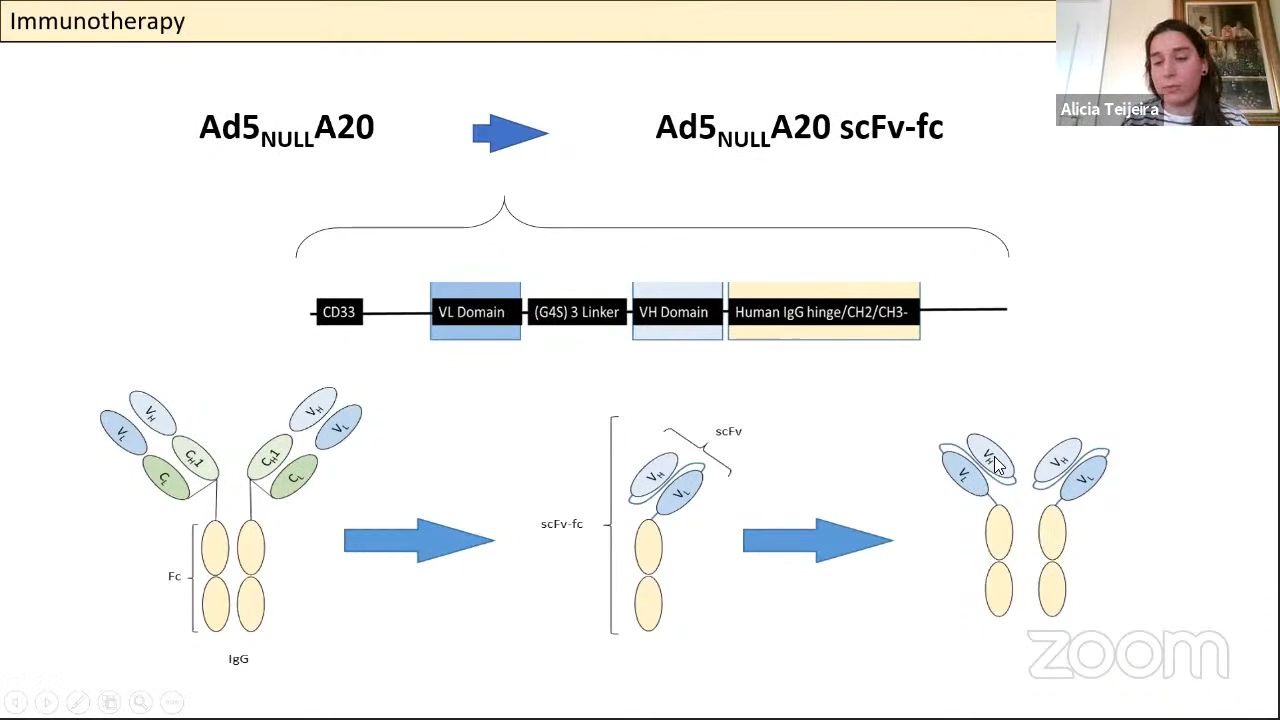 Immunotherapy
Alicia Teijeira
Ad5NULLA20
Ad5NULLA20 scFv-fc
CD33
VL Domain
(G4S) 3 Linker
VH Domain
Human IgG hinge/CH2/CH3-
VL
VH
CH1
CL
VH
VL
CH1
CL
Fc
IgG
scFv
VH
VL
scFv-fc
VH
VL
VH
VL
zoom